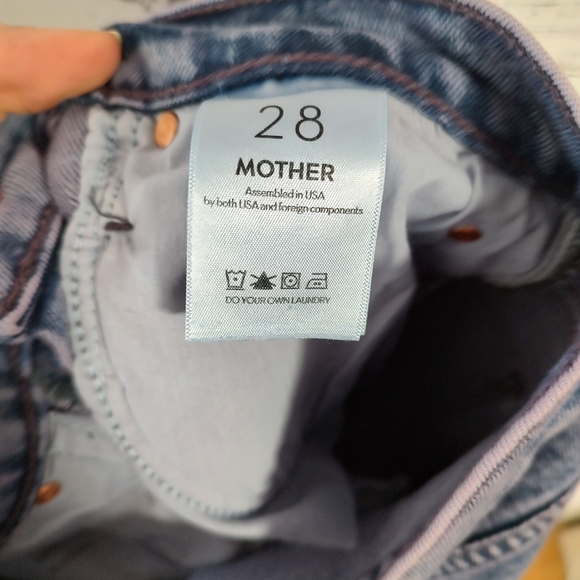 28
MOTHER
Assembled in USA
by both USA and foreign components
DO YOUR OWN LAUNDRY